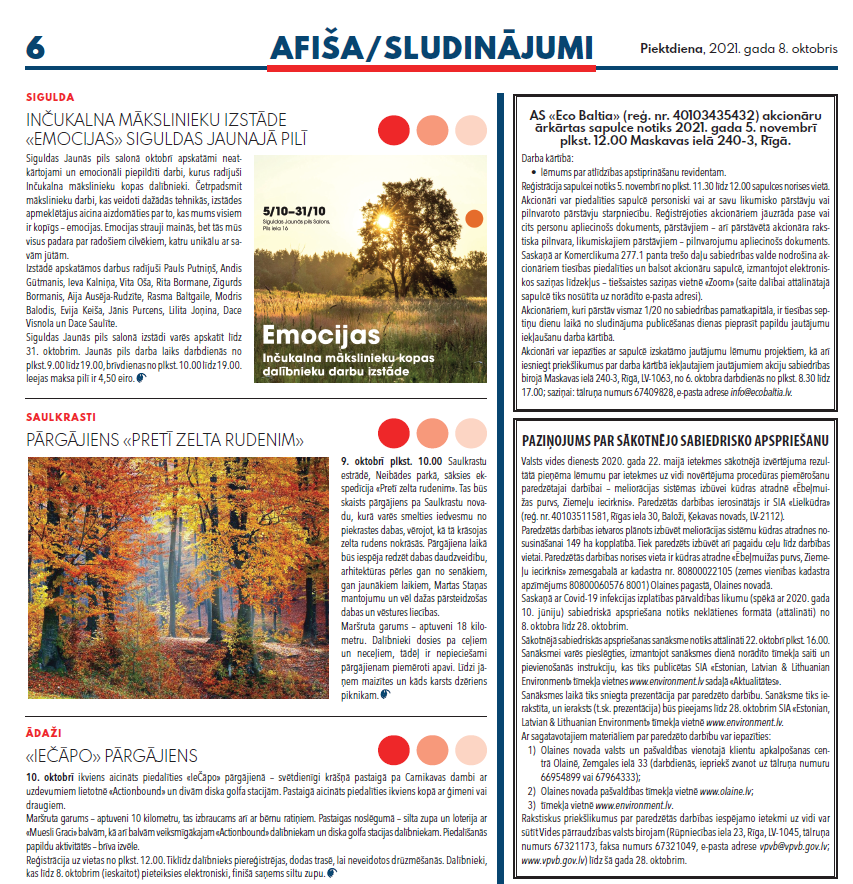 6
AFIŠA/SLUDINĀJUMI
Piektdiena, 2021. gada 8. oktobris
SIGULDA
INČUKALNA MĀKSLINIEKU IZSTĀDE
«EMOCIJAS» SIGULDAS JAUNAJĀ PILĪ
Siguldas Jaunās pils salonā oktobrī apskatāmi neat-
kārtojami un emocionāli piepildīti darbi, kurus radījuši
Inčukalna mākslinieku kopas dalībnieki. Četrpadsmit
mākslinieku darbi, kas veidoti dažādās tehnikās, izstādes
apmeklētājus aicina aizdomāties par to, kas mums visiem
ir kopīgs – emocijas. Emocijas strauji mainās, bet tās mūs
visus padara par radošiem cilvēkiem, katru unikālu ar sa-
vām jūtām.
Izstādē apskatāmos darbus radījuši Pauls Putniņš, Andis
Gūtmanis, Ieva Kalniņa, Vita Oša, Rita Bormane, Zigurds
Bormanis, Aija Ausēja-Rudzīte, Rasma Baltgaile, Modris
Balodis, Evija Keiša, Jānis Purcens, Lilita Joņina, Dace
Visnola un Dace Saulīte.
Siguldas Jaunās pils salonā izstādi varēs apskatīt līdz
31. oktobrim. Jaunās pils darba laiks darbdienās no
plkst. 9.00 līdz 19.00, brīvdienās no plkst. 10.00 līdz 19.00.
Ieejas maksa pilī ir 4,50 eiro.
5/10–31/10
Siguldas Jaunās pils Salons,
Pils iela 16
Emocijas
Inčukalna mākslinieku kopas
dalībnieku darbu izstāde
SAULKRASTI
PĀRGĀJIENS «PRETĪ ZELTA RUDENIM»
9. oktobrī plkst. 10.00 Saulkrastu
estrādē, Neibādes parkā, sāksies ek-
spedīcija «Pretī zelta rudenim». Tas būs
skaists pārgājiens pa Saulkrastu nova-
du, kurā varēs smelties iedvesmu no
piekrastes dabas, vērojot, kā tā krāsojas
zelta rudens nokrāsās. Pārgājiena laikā
būs iespēja redzēt dabas daudzveidību,
arhitektūras pērles gan no senākiem,
gan jaunākiem laikiem, Martas Staņas
mantojumu un vēl dažas pārsteidzošas
dabas un vēstures liecības.
Maršruta garums – aptuveni 18 kilo-
metru. Dalībnieki dosies pa ceļiem
un neceļiem, tādēļ ir nepieciešami
pārgājienam piemēroti apavi. Līdzi jā-
ņem maizītes un kāds karsts dzēriens
piknikam.
ĀDAŽI
«IEČĀPO» PĀRGĀJIENS
10. oktobrī ikviens aicināts piedalīties «IeČāpo» pārgājienā – svētdienīgi krāšņā pastaigā pa Carnikavas dambi ar
uzdevumiem lietotnē «Actionbound» un divām diska golfa stacijām. Pastaigā aicināts piedalīties ikviens kopā ar ģimeni vai
draugiem.
Maršruta garums – aptuveni 10 kilometru, tas izbraucams arī ar bērnu ratiņiem. Pastaigas noslēgumā – silta zupa un loterija ar
«Muesli Graci» balvām, kā arī balvām veiksmīgākajam «Actionbound» dalībniekam un diska golfa stacijas dalībniekam. Piedalīšanās
papildu aktivitātēs – brīva izvēle.
Reģistrācija uz vietas no plkst. 12.00. Tiklīdz dalībnieks piereģistrējas, dodas trasē, lai neveidotos drūzmēšanās. Dalībnieki,
kas līdz 8. oktobrim (ieskaitot) pieteiksies elektroniski, finišā saņems siltu zupu.
AS «Eco Baltia» (reģ. nr. 40103435432) akcionāru
ārkārtas sapulce notiks 2021. gada 5. novembrī
plkst. 12.00 Maskavas ielā 240-3, Rīgā.
Darba kārtībā:
• lēmums par atlīdzības apstiprināšanu revidentam.
Reģistrācija sapulcei notiks 5. novembrī no plkst. 11.30 līdz 12.00 sapulces norises vietā.
Akcionāri var piedalīties sapulcē personiski vai ar savu likumisko pārstāvju vai
pilnvaroto pārstāvju starpniecību. Reģistrējoties akcionāriem jāuzrāda pase vai
cits personu apliecinošs dokuments, pārstāvjiem – arī pārstāvētā akcionāra raks-
tiska pilnvara, likumiskajiem pārstāvjiem – pilnvarojumu apliecinošs dokuments.
Saskaņā ar Komerclikuma 277.1 panta trešo daļu sabiedrības valde nodrošina ak-
cionāriem tiesības piedalīties un balsot akcionāru sapulcē, izmantojot elektronis-
kos saziņas līdzekļus – tiešsaistes saziņas vietnē «Zoom» (saite dalībai attālinātajā
sapulcē tiks nosūtīta uz norādīto e-pasta adresi).
Akcionāriem, kuri pārstāv vismaz 1/20 no sabiedrības pamatkapitāla, ir tiesības sep-
tiņu dienu laikā no sludinājuma publicēšanas dienas pieprasīt papildu jautājumu
iekļaušanu darba kārtībā.
Akcionāri var iepazīties ar sapulcē izskatāmo jautājumu lēmumu projektiem, kā arī
iesniegt priekšlikumus par darba kārtībā iekļautajiem jautājumiem akciju sabiedrības
birojā Maskavas ielā 240-3, Rīgā, LV-1063, no 6. oktobra darbdienās no plkst. 8.30 līdz
17.00; saziņai: tālruņa numurs 67409828, e-pasta adrese info@ecobaltia.lv.
PAZIŅOJUMS PAR SĀKOTNĒJO SABIEDRISKO APSPRIEŠANU
Valsts vides dienests 2020. gada 22. maijā ietekmes sākotnējā izvērtējuma rezul-
tātā pieņēma lēmumu par ietekmes uz vidi novērtējuma procedūras piemērošanu
paredzētajai darbībai – meliorācijas sistēmas izbūvei kūdras atradnē «Ēbeļmui-
žas purvs, Ziemeļu iecirknis». Paredzētās darbības ierosinātājs ir SIA «Lielkūdra»
(reģ. nr. 40103511581, Rīgas iela 30, Baloži, Ķekavas novads, LV-2112).
Paredzētās darbības ietvaros plānots izbūvēt meliorācijas sistēmu kūdras atradnes no-
susināšanai 149 ha kopplatībā. Tiek paredzēts izbūvēt arī pagaidu ceļu līdz darbības
vietai. Paredzētās darbības norises vieta ir kūdras atradne «Ēbeļmuižas purvs, Zieme-
ļu iecirknis» zemesgabalā ar kadastra nr. 80800022105 (zemes vienības kadastra
apzīmējums 80800060576 8001) Olaines pagastā, Olaines novadā.
Saskaņā ar Covid-19 infekcijas izplatības pārvaldības likumu (spēkā ar 2020. gada
10. jūniju) sabiedriskā apspriešana notiks neklātienes formātā (attālināti) no
8. oktobra līdz 28. oktobrim.
Sākotnējā sabiedriskās apspriešanas sanāksme notiks attālināti 22. oktobrī plkst. 16.00.
Sanāksmei varēs pieslēgties, izmantojot sanāksmes dienā norādīto tīmekļa saiti un
pievienošanās instrukciju, kas tiks publicētas SIA «Estonian, Latvian & Lithuanian
Environment» tīmekļa vietnes www.environment.lv sadaļā «Aktualitātes».
Sanāksmes laikā tiks sniegta prezentācija par paredzēto darbību. Sanāksme tiks ie-
rakstīta, un ieraksts (t.sk. prezentācija) būs pieejams līdz 28. oktobrim SIA «Estonian,
Latvian & Lithuanian Environment» tīmekļa vietnē www.environment.lv.
Ar sagatavotajiem materiāliem par paredzēto darbību var iepazīties:
1) Olaines novada valsts un pašvaldības vienotajā klientu apkalpošanas cen-
trā Olainē, Zemgales ielā 33 (darbdienās, iepriekš zvanot uz tālruņa numuru
66954899 vai 67964333);
2) Olaines novada pašvaldības tīmekļa vietnē www.olaine.lv;
3) tīmekļa vietnē www.environment.lv.
Rakstiskus priekšlikumus par paredzētās darbības iespējamo ietekmi uz vidi var
sūtīt Vides pārraudzības valsts birojam (Rūpniecības iela 23, Rīga, LV-1045, tālruņa
numurs 67321173, faksa numurs 67321049, e-pasta adrese vpvb@vpvb.gov.lv;
www.vpvb.gov.lv) līdz šā gada 28. oktobrim.